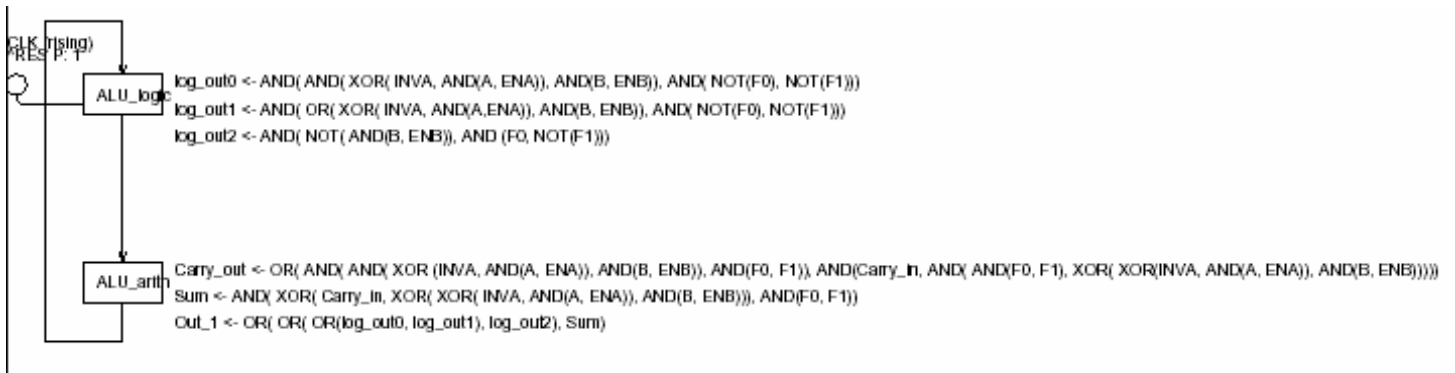 CLK (rising)
^RES P: 1
ALU_logic
log_out0 <- AND( AND( XOR( INVA, AND(A, ENA)), AND(B, ENB)), AND( NOT(F0), NOT(F1)))
log_out1 <- AND( OR( XOR( INVA, AND(A,ENA)), AND(B, ENB)), AND( NOT(F0), NOT(F1)))
log_out2 <- AND( NOT( AND(B, ENB)), AND (F0, NOT(F1)))
ALU_arith
Carry_out <- OR( AND( AND( XOR (INVA, AND(A, ENA)), AND(B, ENB)), AND(F0, F1)), AND(Carry_in, AND( AND(F0, F1), XOR( XOR(INVA, AND(A, ENA)), AND(B, ENB)))))
Sum <- AND( XOR( Carry_in, XOR( XOR( INVA, AND(A, ENA)), AND(B, ENB))), AND(F0, F1))
Out_1 <- OR( OR( OR(log_out0, log_out1), log_out2), Sum)